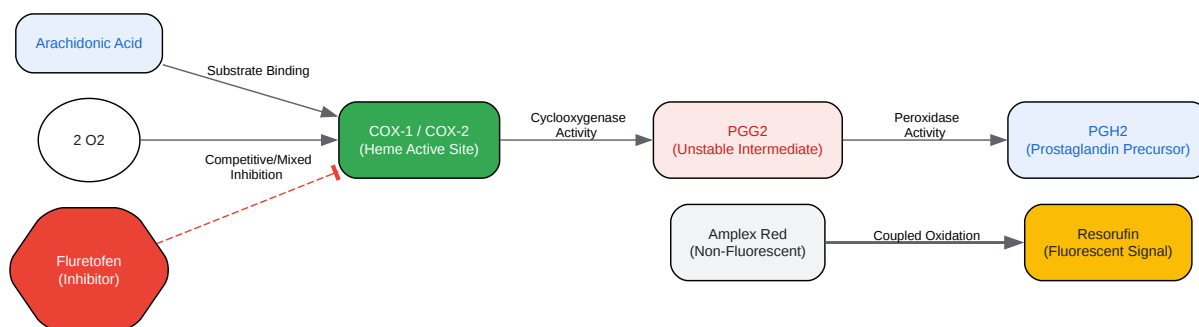 Arachidonic Acid
Substrate Binding
2 O2
Competitive/Mixed
Inhibition
Fluretofen
(Inhibitor)
COX-1 / COX-2
(Heme Active Site)
Cyclooxygenase
Activity
PGG2
(Unstable Intermediate)
Peroxidase
Activity
PGH2
(Prostaglandin Precursor)
Amplex Red
(Non-Fluorescent)
Coupled Oxidation
Resorufin
(Fluorescent Signal)